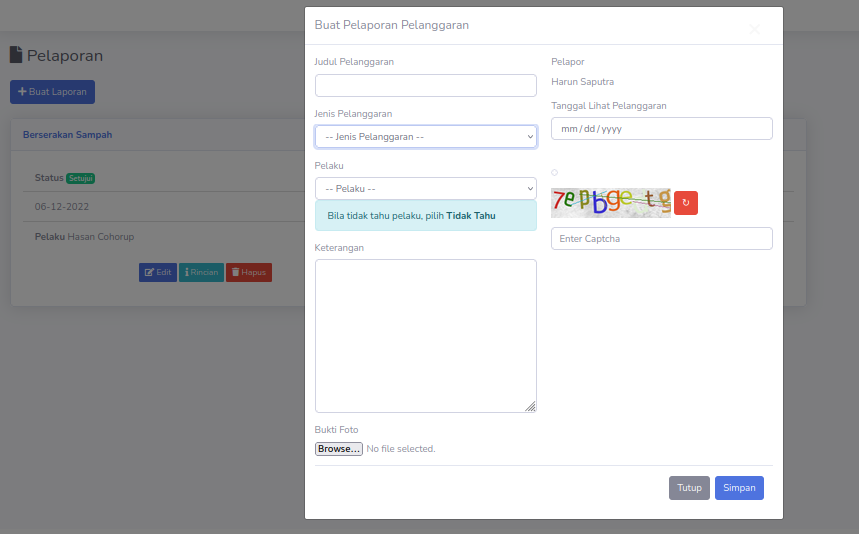 Pelaporan
Buat Laporan
Berserakan Sampah
Status Setujui
06-12-2022
Pelaku Hasan Cohorup
Edit
Rincian
Hapus
Buat Pelaporan Pelanggaran
Judul Pelanggaran
Jenis Pelanggaran
-- Jenis Pelanggaran --
Pelaku
-- Pelaku --
Bila tidak tahu pelaku, pilih Tidak Tahu
Keterangan
Bukti Foto
Browse... No file selected.
Pelapor
Harun Saputra
Tanggal Lihat Pelanggaran
mm/dd/yyyy
7epbge tg
Enter Captcha
Tutup
Simpan